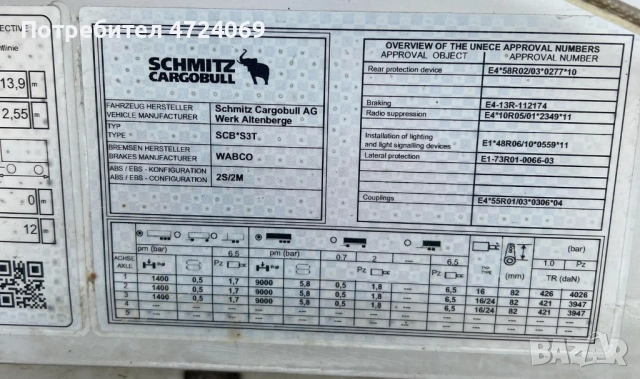 Потребител 4724069
ECTIVE
13,9 m
2,55 m
0 m
12 m
SCHMITZ
CARGOBULL
FAHRZEUG HERSTELLER
VEHICLE MANUFACTURER
Schmitz Cargobull AG
Werk Altenberge
TYP
TYPE
SCB*S3T
BREMSEN HERSTELLER
BRAKES MANUFACTURER
WABCO
ABS / EBS - KONFIGURATION
ABS / EBS - CONFIGURATION
2S/2M
OVERVIEW OF THE UNECE APPROVAL NUMBERS
APPROVAL OBJECT APPROVAL NUMBER
Rear protection device E4*58R02/03*0277*10
Braking E4-13R-112174
Radio suppression E4*10R05/01*2349*11
Installation of lighting
and light signalling devices E1*48R06/10*0559*11
Lateral protection E1-73R01-0066-03
Couplings E4*55R01/03*0306*04
pm (bar) 6.5 pm (bar) 0.7 2 --- 6.5 (bar)
ACHSE
AXLE Pz Pz TYP
TYPE (mm) 1.0 Pz
TR (daN)
1 1400 0,5 1,7 9000 5,8 0,5 1,8 --- 6,5 16 82 426 4026
2 1400 0,5 1,7 9000 5,8 0,5 1,8 --- 6,5 16/24 82 421 3947
3 1400 0,5 1,7 9000 5,8 0,5 1,8 --- 6,5 16/24 82 421 3947
4 --- --- --- --- --- --- --- --- --- --- --- --- ---
5 --- --- --- --- --- --- --- --- --- --- --- --- ---
BAZAR